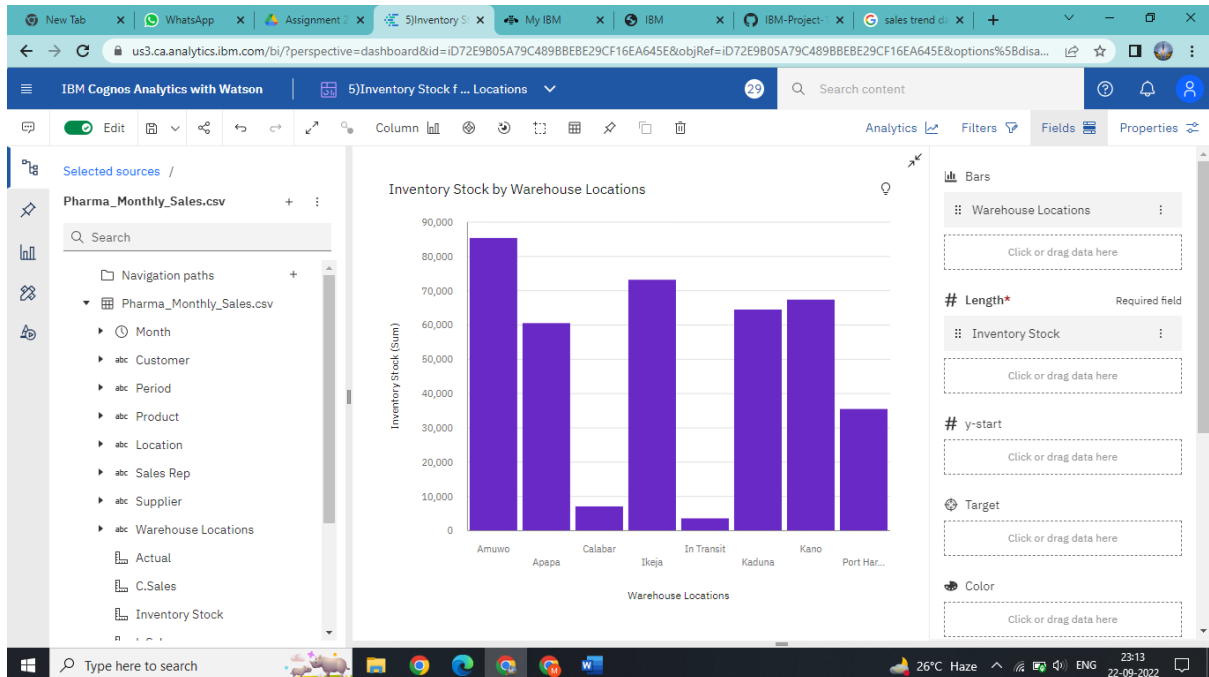 New Tab
WhatsApp
Assignment 2
5)Inventory S
My IBM
IBM
IBM-Project-
sales trend d
us3.ca.analytics.ibm.com/bi/?perspective=dashboard&id=iD72E9B05A79C489BBEBE29CF16EA645E&objRef=iD72E9B05A79C489BBEBE29CF16EA645E&options%5Bdisa...
IBM Cognos Analytics with Watson
5)Inventory Stock f ... Locations
29
Search content
Edit
Column
Analytics
Filters
Fields
Properties
Selected sources /
Pharma_Monthly_Sales.csv
Search
Navigation paths
Pharma_Monthly_Sales.csv
Month
abc Customer
abc Period
abc Product
abc Location
abc Sales Rep
abc Supplier
abc Warehouse Locations
Actual
C.Sales
Inventory Stock
Inventory Stock by Warehouse Locations
Inventory Stock (Sum)
90,000
80,000
70,000
60,000
50,000
40,000
30,000
20,000
10,000
0
Amuwo
Apapa
Calabar
Ikeja
In Transit
Kaduna
Kano
Port Har...
Warehouse Locations
Bars
Warehouse Locations
Click or drag data here
# Length*
Required field
Inventory Stock
Click or drag data here
# y-start
Click or drag data here
Target
Click or drag data here
Color
Click or drag data here
Type here to search
26°C Haze
ENG
23:13
22-09-2022